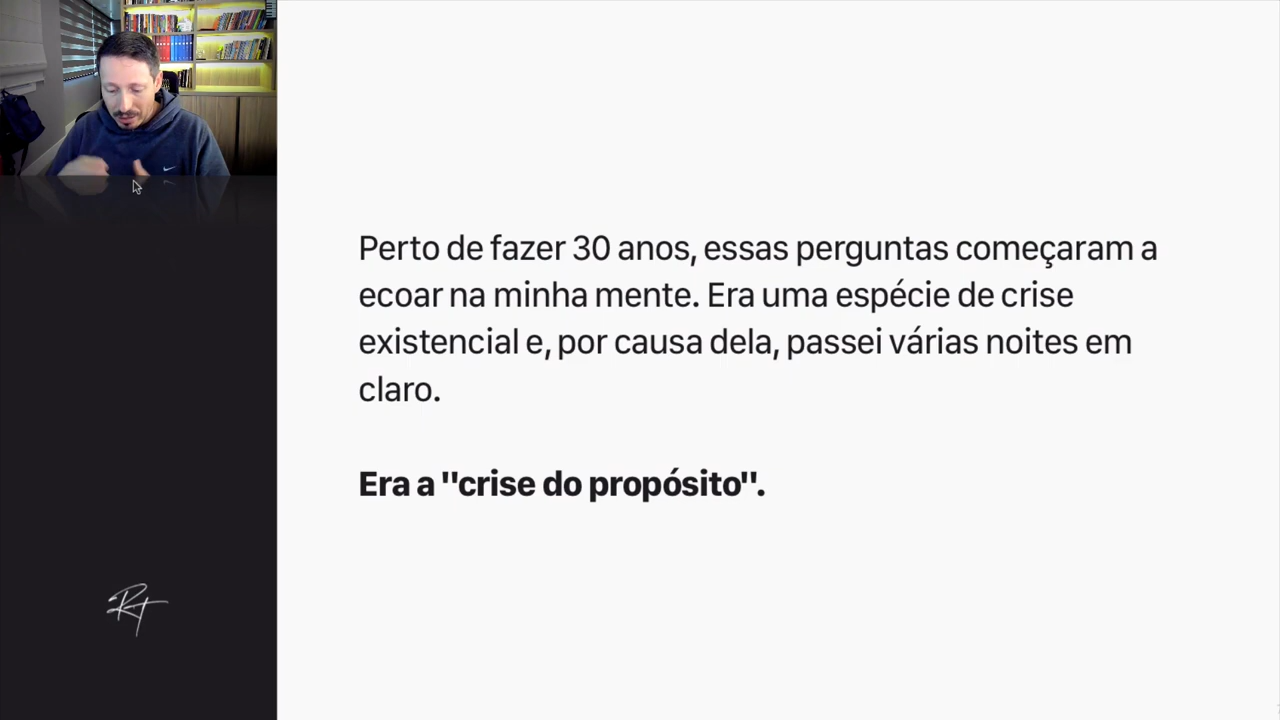 Perto de fazer 30 anos, essas perguntas começaram a
ecoar na minha mente. Era uma espécie de crise
existencial e, por causa dela, passei várias noites em
claro.
Era a "crise do propósito".
RT